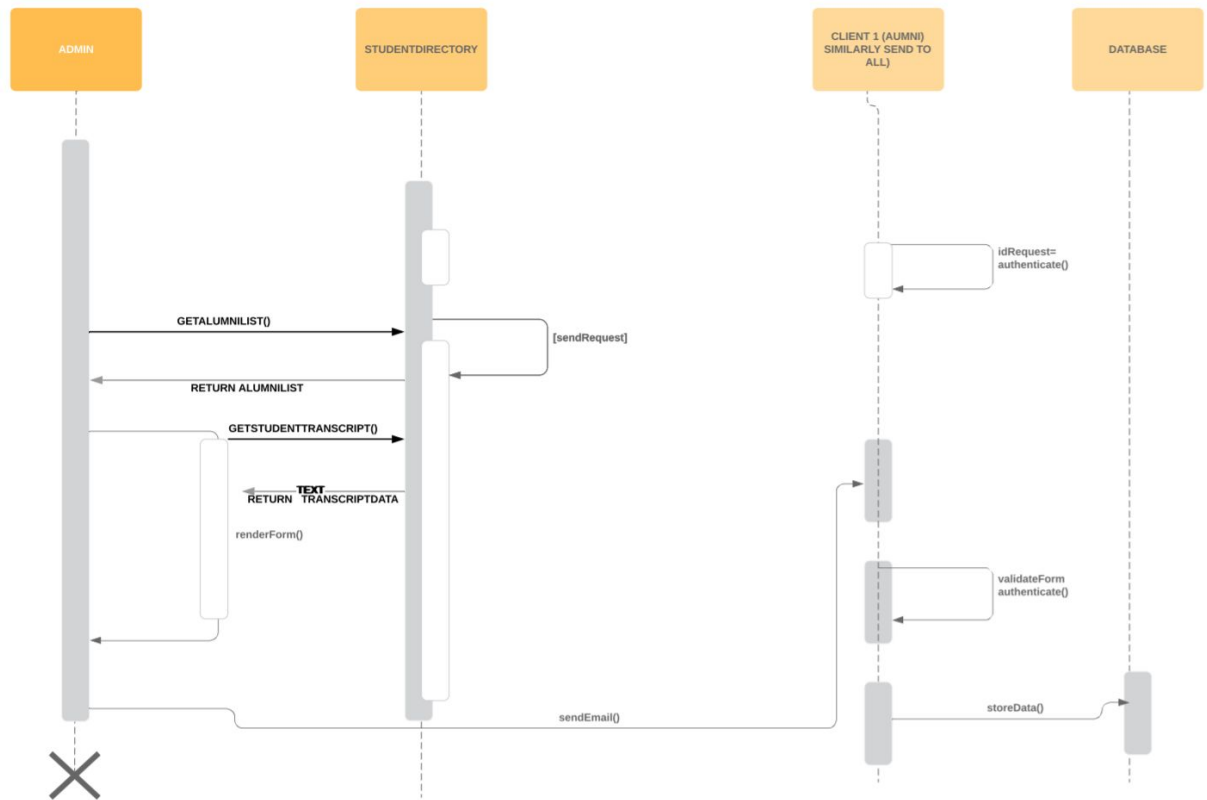 ADMIN
STUDENTDIRECTORY
CLIENT 1 (AUMNI)
SIMILARLY SEND TO
ALL)
DATABASE
idRequest=
authenticate()
GETALUMNILIST()
[sendRequest]
RETURN ALUMNILIST
GETSTUDENTTRANSCRIPT()
TEXT
RETURN TRANSCRIPTDATA
renderForm()
validateForm
authenticate()
storeData()
sendEmail()